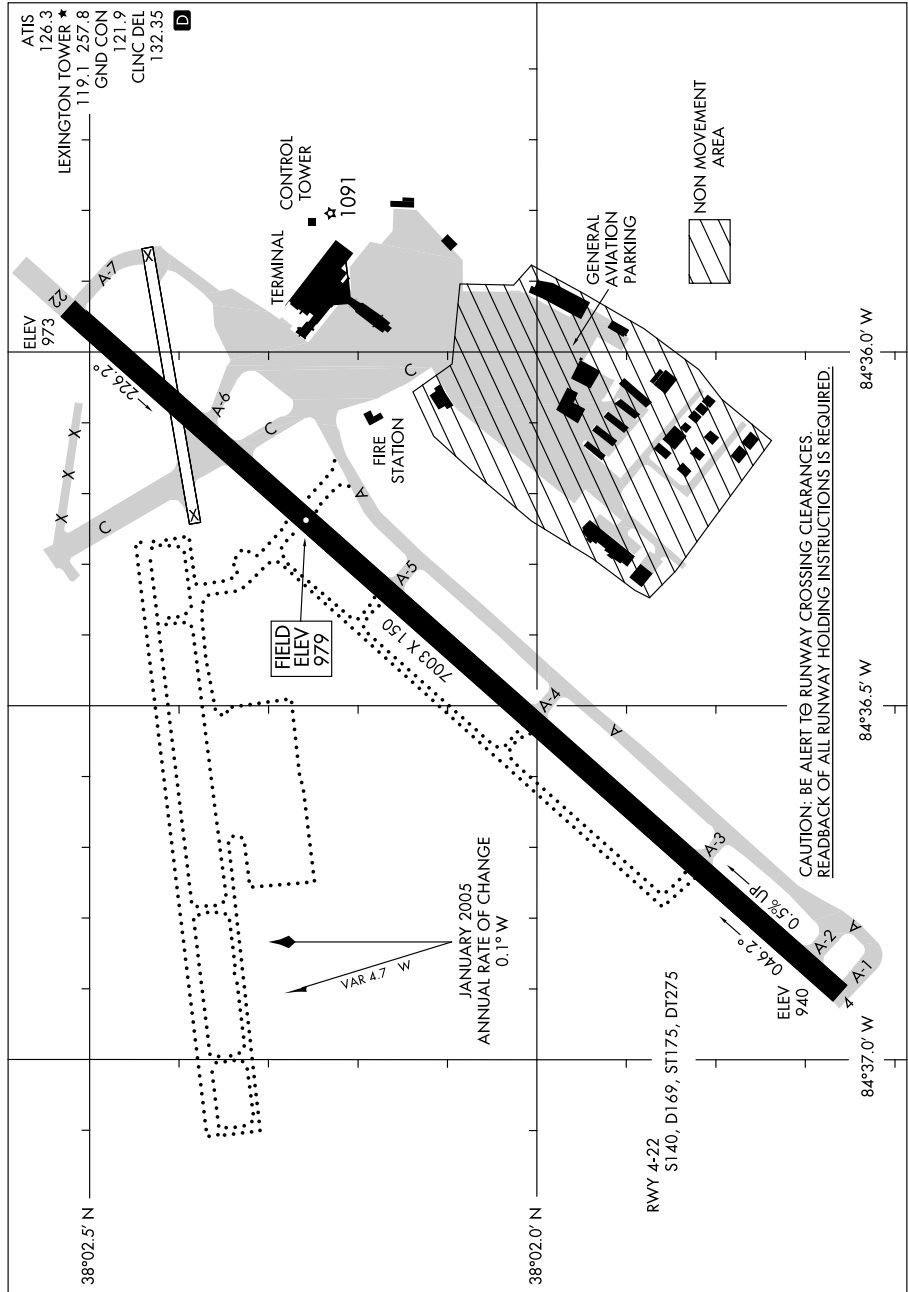 ATIS
126.3
LEXINGTON TOWER ★
119.1 257.8
GND CON
121.9
CLNC DEL
132.35
D
ELEV
973
22
226.2°
A-7
X
X
X
X
X
C
A-6
C
C
TERMINAL
CONTROL
TOWER
1091
FIRE
STATION
A
A-5
FIELD
ELEV
979
7003 X 150
A-4
A
A-3
0.5% UP
046.2°
A-2
A
A-1
4
ELEV
940
GENERAL
AVIATION
PARKING
NON MOVEMENT
AREA
JANUARY 2005
ANNUAL RATE OF CHANGE
0.1° W
VAR 4.7 W
RWY 4-22
S140, D169, ST175, DT275
CAUTION: BE ALERT TO RUNWAY CROSSING CLEARANCES.
READBACK OF ALL RUNWAY HOLDING INSTRUCTIONS IS REQUIRED.
38°02.5' N
38°02.0' N
84°36.0' W
84°36.5' W
84°37.0' W